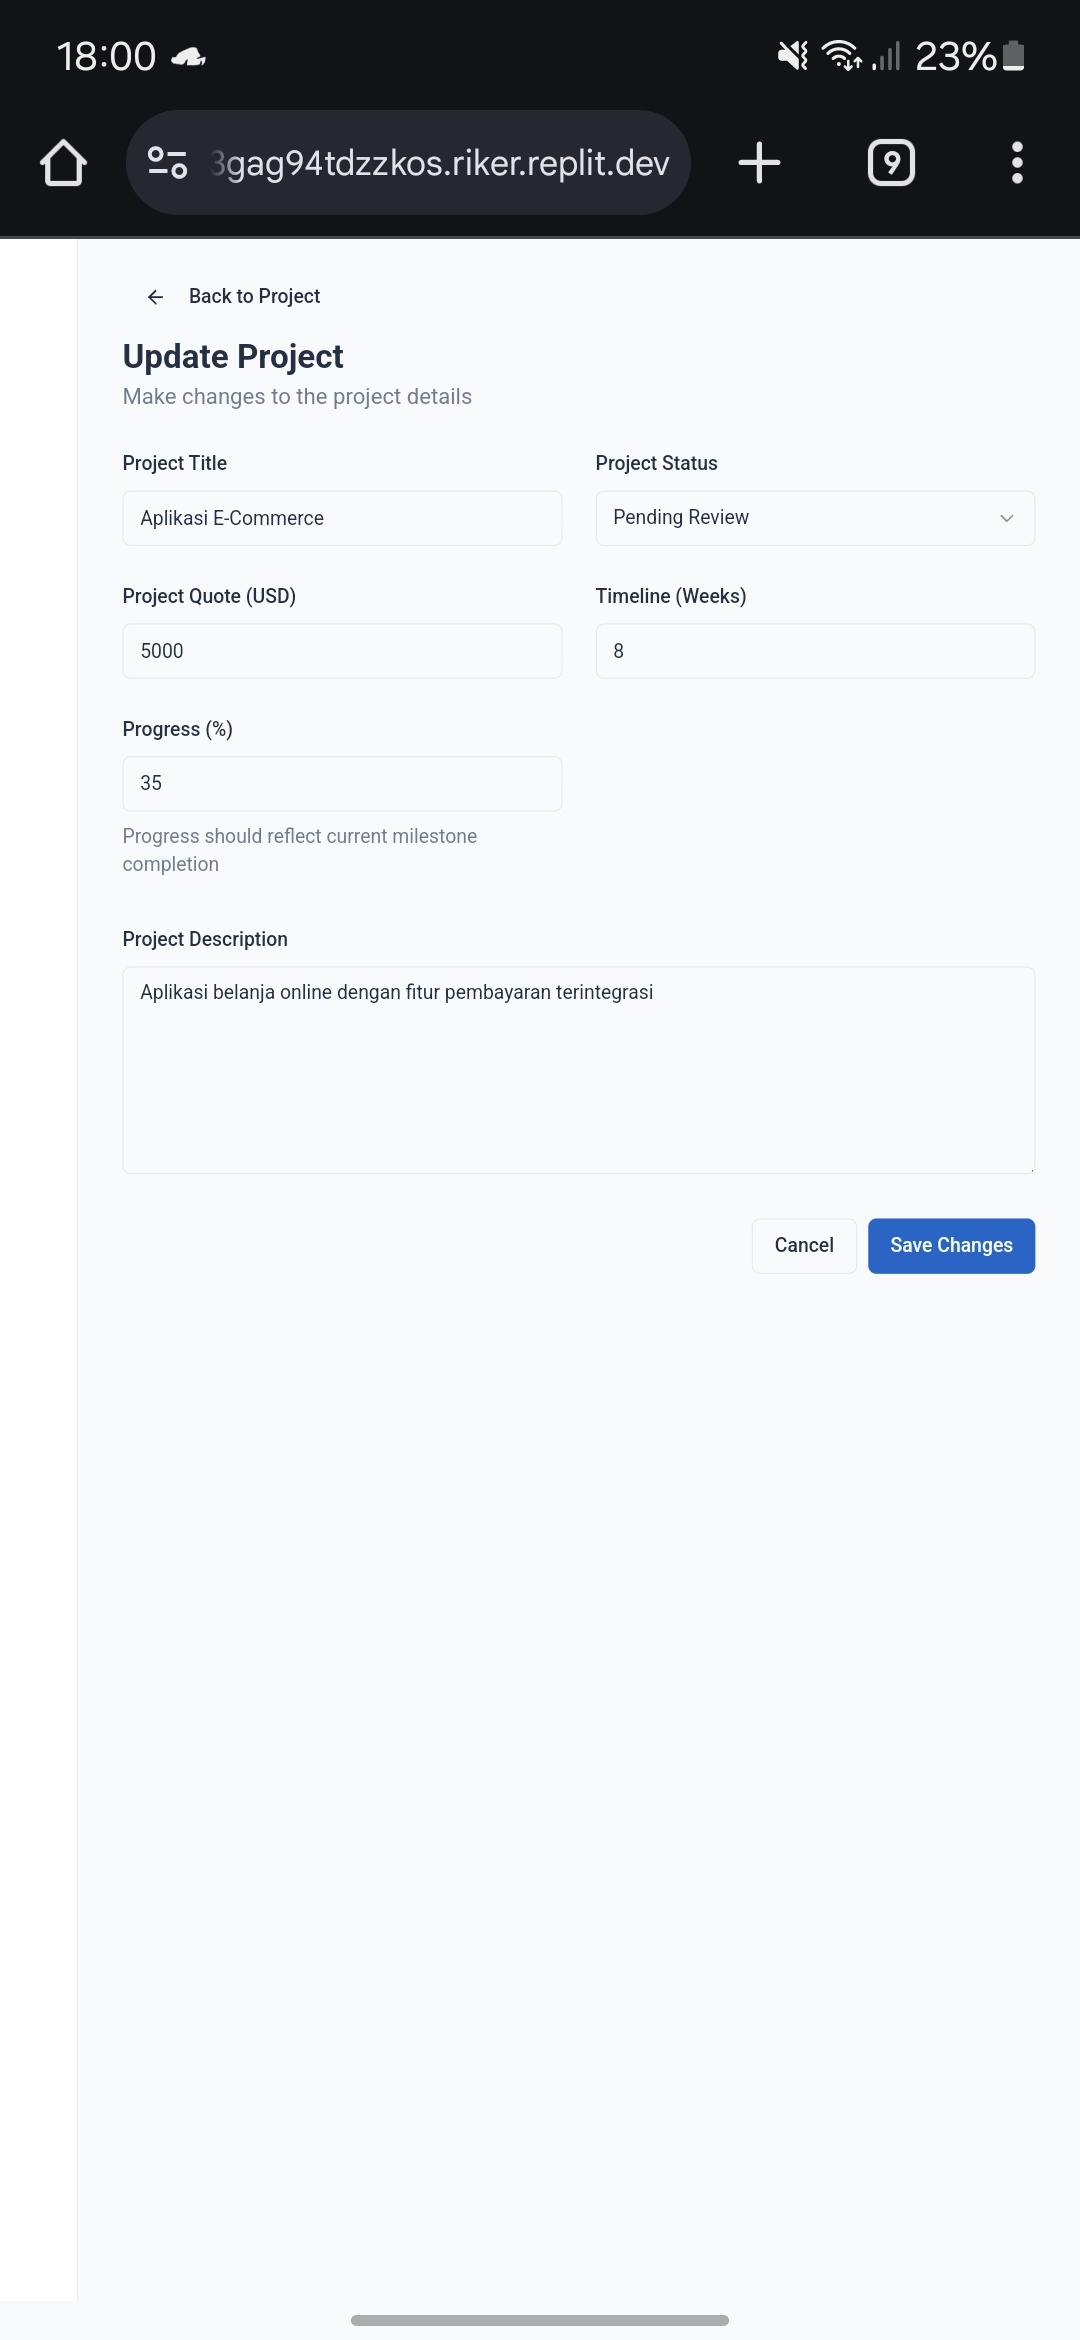 18:00
23%
3gag94tdzzkos.riker.replit.dev
9
Back to Project
Update Project
Make changes to the project details
Project Title
Project Status
Aplikasi E-Commerce
Pending Review
Project Quote (USD)
Timeline (Weeks)
5000
8
Progress (%)
35
Progress should reflect current milestone
completion
Project Description
Aplikasi belanja online dengan fitur pembayaran terintegrasi
Cancel
Save Changes